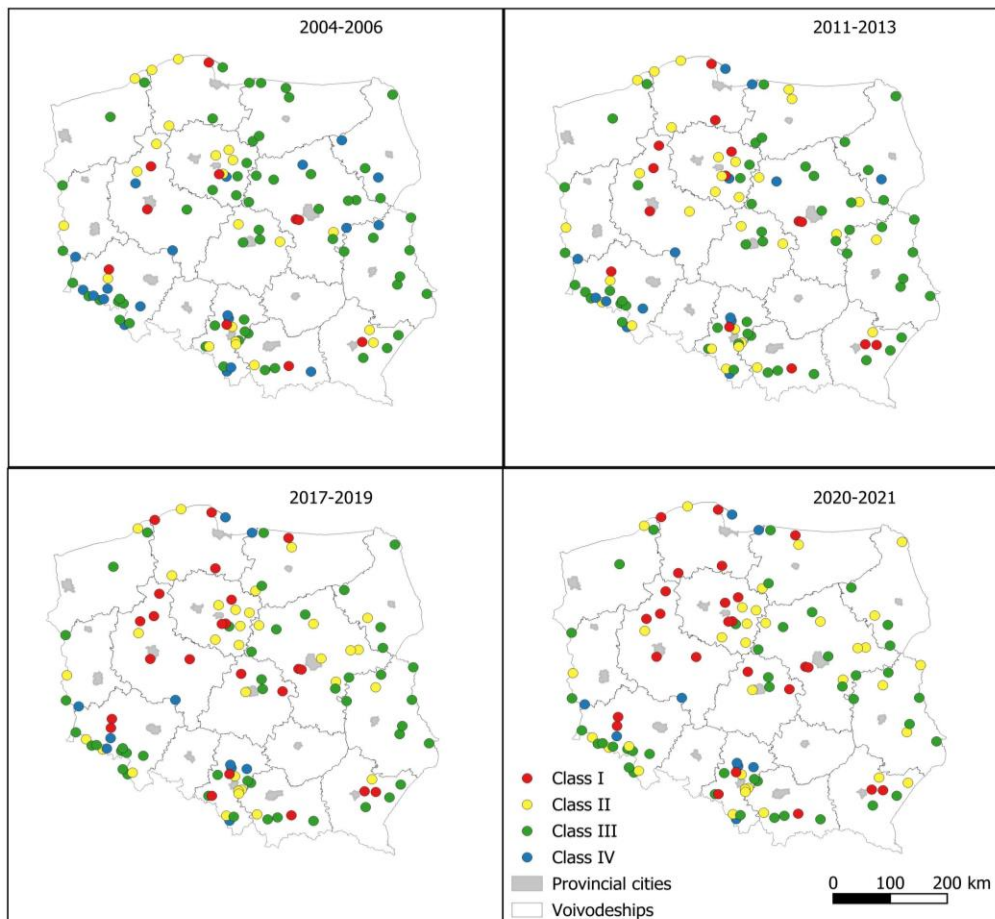 2004-2006
2011-2013
2017-2019
2020-2021
Class I
Class II
Class III
Class IV
Provincial cities
Voivodeships
0 100 200 km